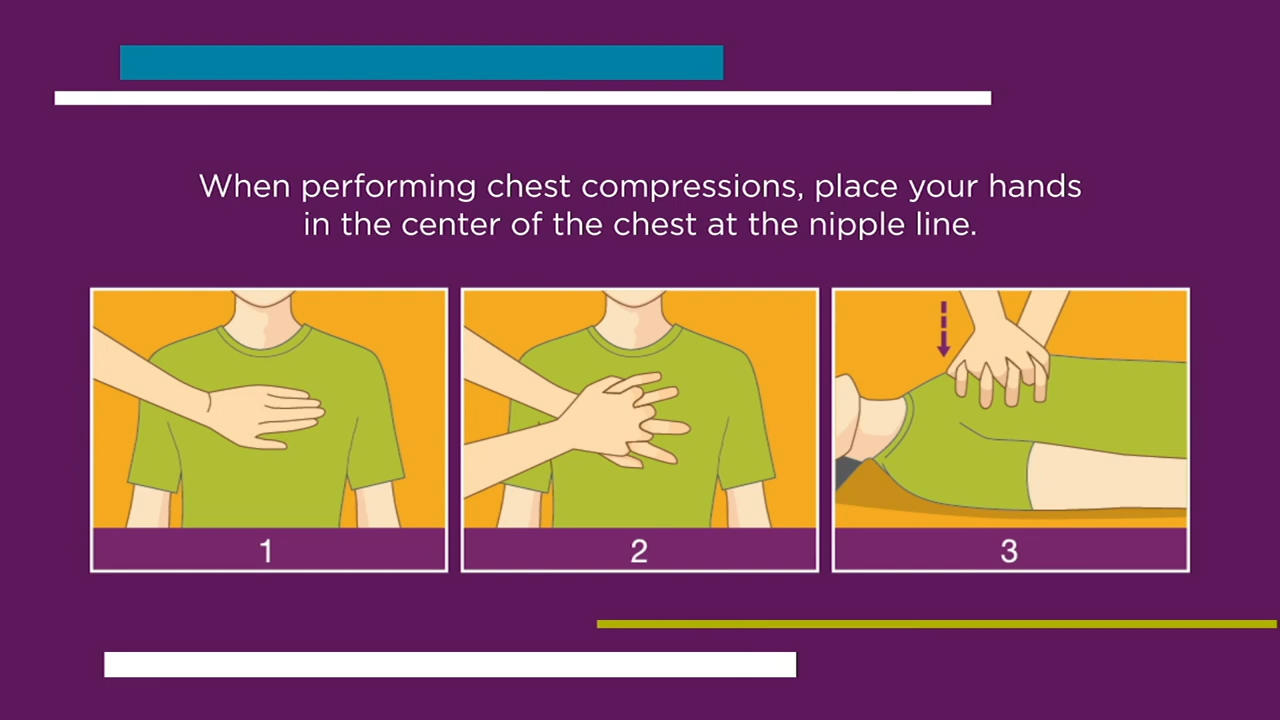 When performing chest compressions, place your hands
in the center of the chest at the nipple line.
1
2
3